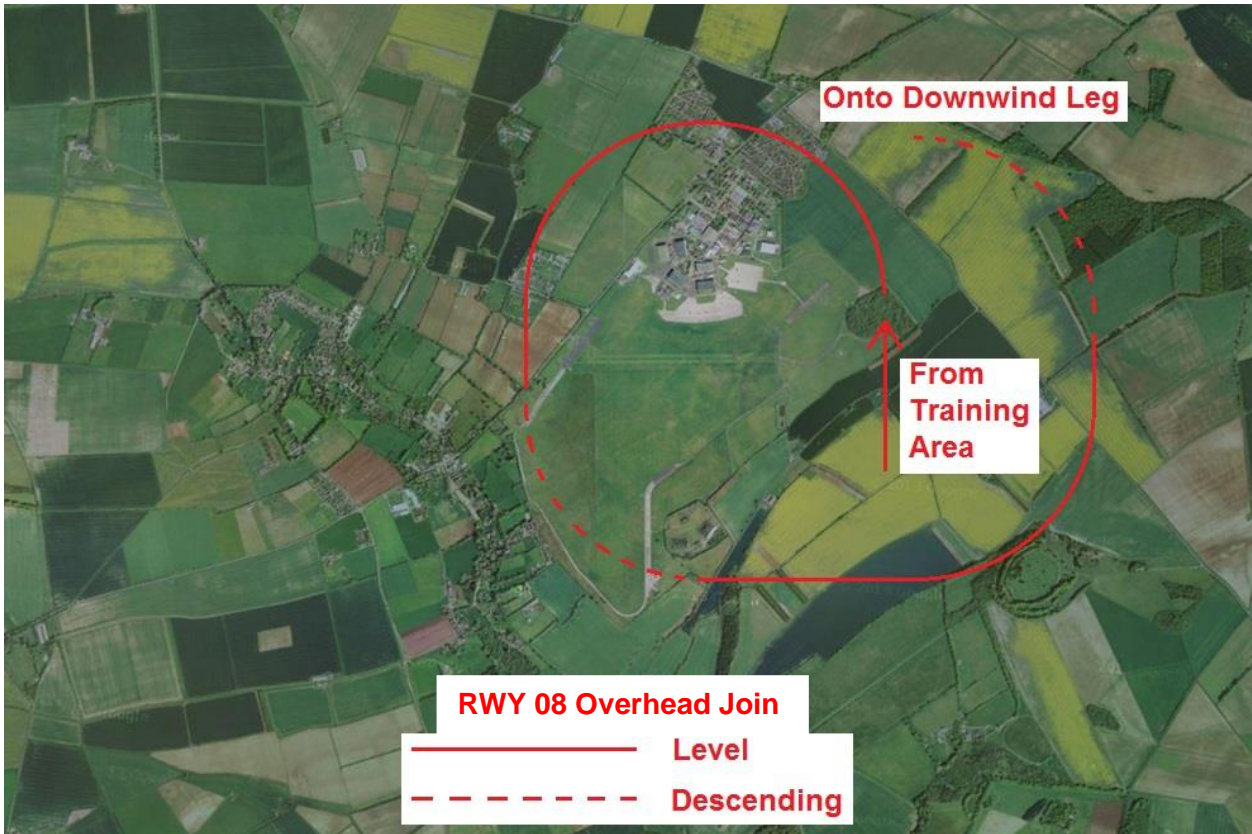 Onto Downwind Leg
From
Training
Area
RWY 08 Overhead Join
Level
Descending